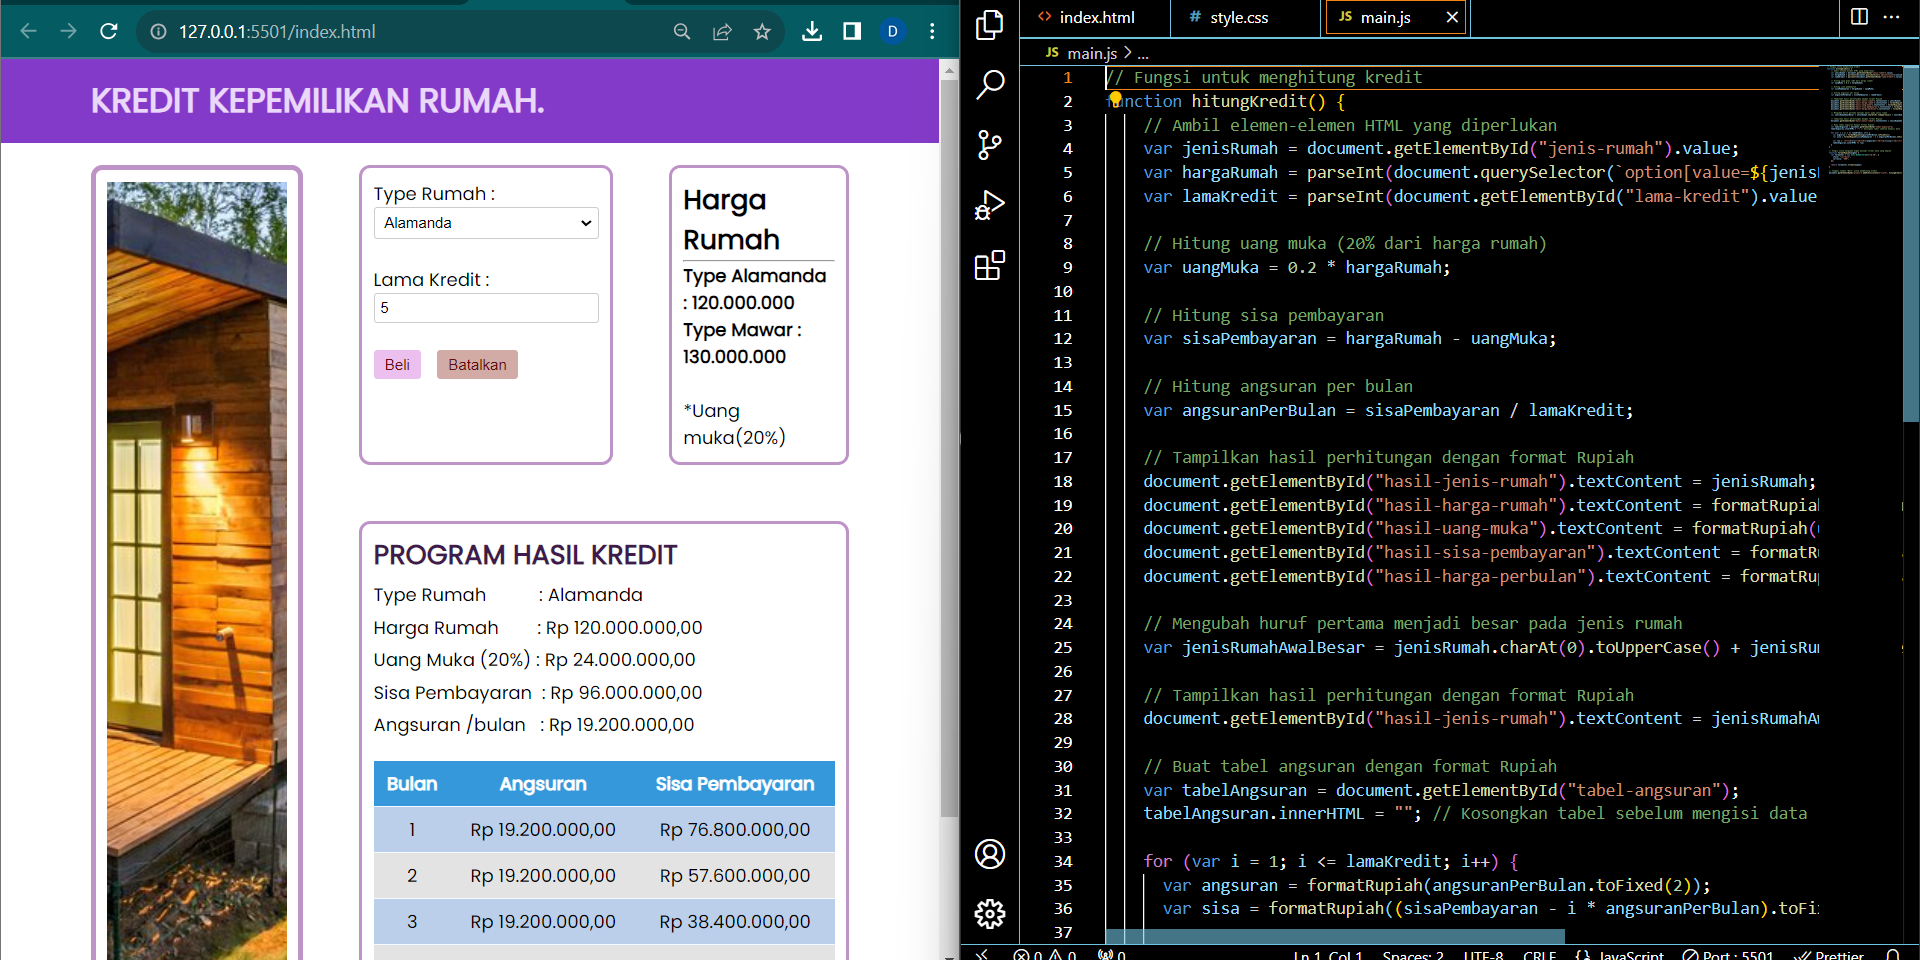 127.0.0.1:5501/index.html
D
KREDIT KEPEMILIKAN RUMAH.
Type Rumah :
Alamanda
Lama Kredit :
5
Beli
Batalkan
Harga
Rumah
Type Alamanda
: 120.000.000
Type Mawar :
130.000.000
*Uang
muka(20%)
PROGRAM HASIL KREDIT
Type Rumah : Alamanda
Harga Rumah : Rp 120.000.000,00
Uang Muka (20%) : Rp 24.000.000,00
Sisa Pembayaran : Rp 96.000.000,00
Angsuran /bulan : Rp 19.200.000,00
Bulan Angsuran Sisa Pembayaran
1 Rp 19.200.000,00 Rp 76.800.000,00
2 Rp 19.200.000,00 Rp 57.600.000,00
3 Rp 19.200.000,00 Rp 38.400.000,00
<> index.html
# style.css
JS main.js
JS main.js > ...
1 // Fungsi untuk menghitung kredit
2 function hitungKredit() {
3 // Ambil elemen-elemen HTML yang diperlukan
4 var jenisRumah = document.getElementById("jenis-rumah").value;
5 var hargaRumah = parseInt(document.querySelector(`option[value=${jenisR
6 var lamaKredit = parseInt(document.getElementById("lama-kredit").value
7
8 // Hitung uang muka (20% dari harga rumah)
9 var uangMuka = 0.2 * hargaRumah;
10
11 // Hitung sisa pembayaran
12 var sisaPembayaran = hargaRumah - uangMuka;
13
14 // Hitung angsuran per bulan
15 var angsuranPerBulan = sisaPembayaran / lamaKredit;
16
17 // Tampilkan hasil perhitungan dengan format Rupiah
18 document.getElementById("hasil-jenis-rumah").textContent = jenisRumah;
19 document.getElementById("hasil-harga-rumah").textContent = formatRupiah
20 document.getElementById("hasil-uang-muka").textContent = formatRupiah(
21 document.getElementById("hasil-sisa-pembayaran").textContent = formatR
22 document.getElementById("hasil-harga-perbulan").textContent = formatRup
23
24 // Mengubah huruf pertama menjadi besar pada jenis rumah
25 var jenisRumahAwalBesar = jenisRumah.charAt(0).toUpperCase() + jenisRum
26
27 // Tampilkan hasil perhitungan dengan format Rupiah
28 document.getElementById("hasil-jenis-rumah").textContent = jenisRumahA
29
30 // Buat tabel angsuran dengan format Rupiah
31 var tabelAngsuran = document.getElementById("tabel-angsuran");
32 tabelAngsuran.innerHTML = ""; // Kosongkan tabel sebelum mengisi data
33
34 for (var i = 1; i <= lamaKredit; i++) {
35 var angsuran = formatRupiah(angsuranPerBulan.toFixed(2));
36 var sisa = formatRupiah((sisaPembayaran - i * angsuranPerBulan).toFi
37
0 0 0 Ln 1, Col 1 Spaces: 2 UTF-8 CRLF {} JavaScript Port : 5501 Prettier